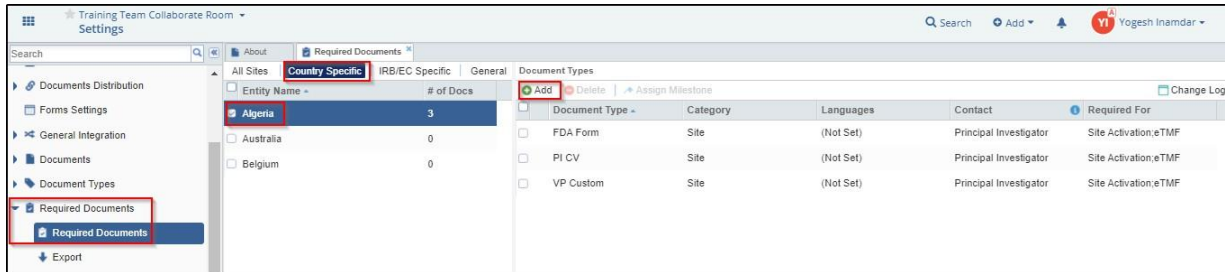 Training Team Collaborate Room
Settings
Search
Add
YI
A
Yogesh Inamdar
Search
About
Required Documents
Documents Distribution
Forms Settings
General Integration
Documents
Document Types
Required Documents
Required Documents
Export
All Sites Country Specific IRB/EC Specific General
Entity Name # of Docs
Algeria 3
Australia 0
Belgium 0
Document Types
Add Delete Assign Milestone Change Log
Document Type Category Languages Contact Required For
FDA Form Site (Not Set) Principal Investigator Site Activation;eTMF
PI CV Site (Not Set) Principal Investigator Site Activation;eTMF
VP Custom Site (Not Set) Principal Investigator Site Activation;eTMF